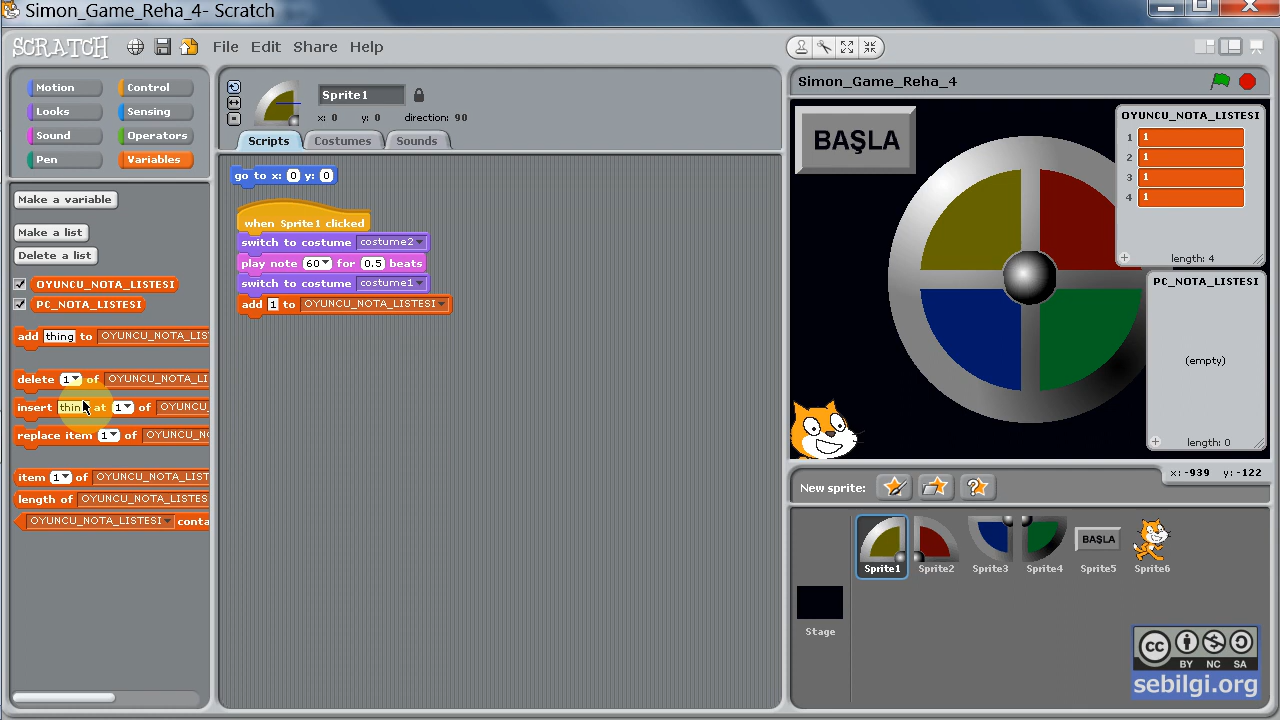 Simon_Game_Reha_4- Scratch
SCRATCH File Edit Share Help
Motion Control
Looks Sensing
Sound Operators
Pen Variables
Make a variable
Make a list
Delete a list
OYUNCU_NOTA_LISTESI
PC_NOTA_LISTESI
add thing to OYUNCU_NOTA_LIS
delete 1 of OYUNCU_NOTA_LI
insert thin at 1 of OYUNCU_
replace item 1 of OYUNCU_N
item 1 of OYUNCU_NOTA_LIST
length of OYUNCU_NOTA_LISTES
OYUNCU_NOTA_LISTESI conta
Sprite1
x: 0 y: 0 direction: 90
Scripts Costumes Sounds
go to x: 0 y: 0
when Sprite1 clicked
switch to costume costume2
play note 60 for 0.5 beats
switch to costume costume1
add 1 to OYUNCU_NOTA_LISTESI
Simon_Game_Reha_4
BAŞLA
OYUNCU_NOTA_LISTESI
1 1
2 1
3 1
4 1
+ length: 4
PC_NOTA_LISTESI
(empty)
+ length: 0
x: -939 y: -122
New sprite:
BAŞLA
Sprite1 Sprite2 Sprite3 Sprite4 Sprite5 Sprite6
Stage
cc BY NC SA
sebilgi.org